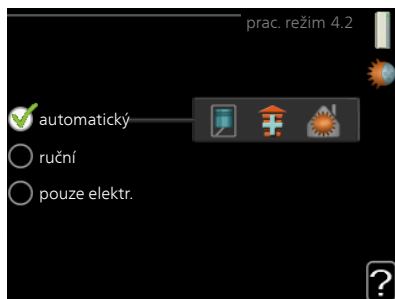 prac. režim 4.2
automatický
ruční
pouze elektr.
?